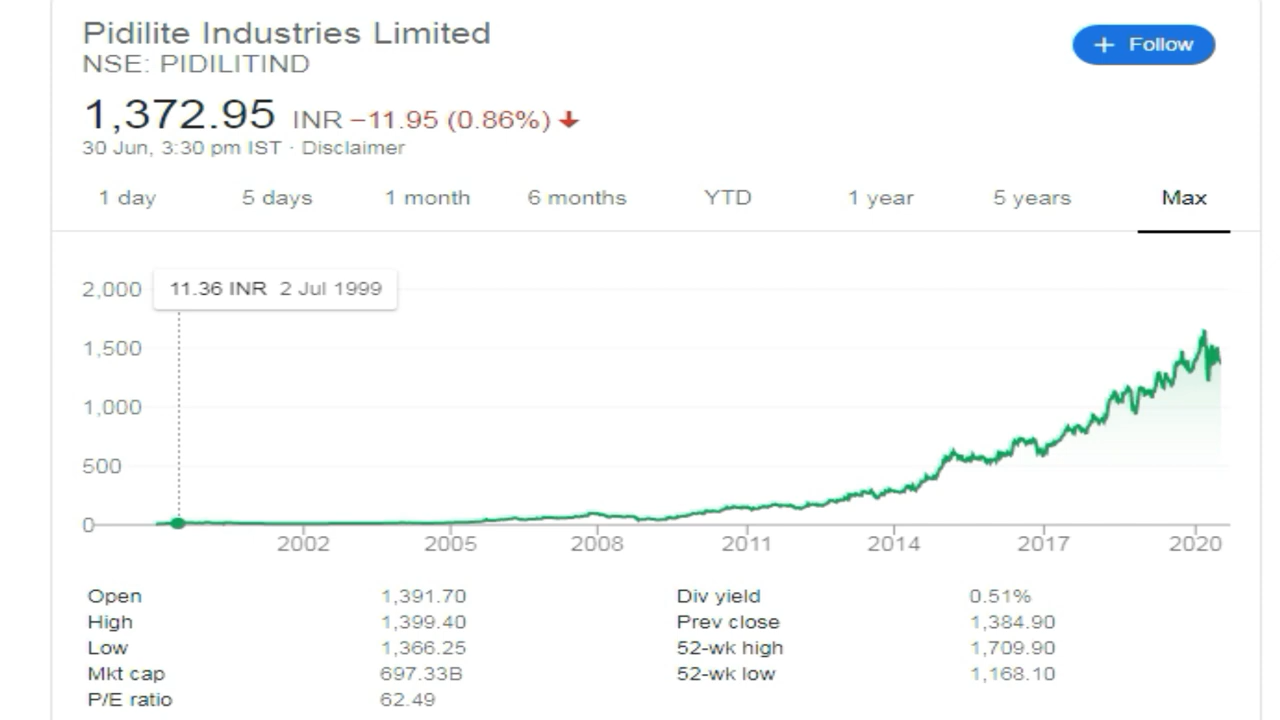 Pidilite Industries Limited
NSE: PIDILITIND
+ Follow
1,372.95 INR −11.95 (0.86%) ↓
30 Jun, 3:30 pm IST · Disclaimer
1 day 5 days 1 month 6 months YTD 1 year 5 years Max
11.36 INR 2 Jul 1999
2,000
1,500
1,000
500
0
2002 2005 2008 2011 2014 2017 2020
Open 1,391.70 Div yield 0.51%
High 1,399.40 Prev close 1,384.90
Low 1,366.25 52-wk high 1,709.90
Mkt cap 697.33B 52-wk low 1,168.10
P/E ratio 62.49